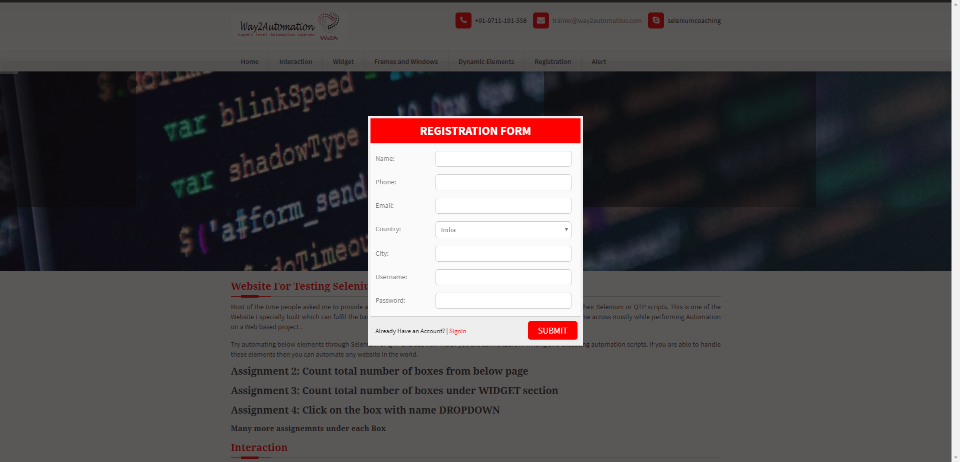 Way2Automation
+91-9711-191-558
trainer@way2automation.com
seleniumcoaching
Home
Interaction
Widget
Frames and Windows
Dynamic Elements
Registration
Alert
var blinkSpeed =
var shadowType
$('a#form_send
doTimeou
REGISTRATION FORM
Name:
Phone:
Email:
Country:
India
City:
Username:
Password:
Already Have an Account? | Signin
SUBMIT
Website For Testing Seleniu
Most of the time people asked me to provide a
their Selenium or QTP scripts. This is one of the
Website I specially built which can fulfil the ba
me across mostly while performing Automation
on a Web based project .
Try automating below elements through Selen
automation scripts. If you are able to handle
these elements then you can automate any website in the world.
Assignment 2: Count total number of boxes from below page
Assignment 3: Count total number of boxes under WIDGET section
Assignment 4: Click on the box with name DROPDOWN
Many more assignemnts under each Box
Interaction